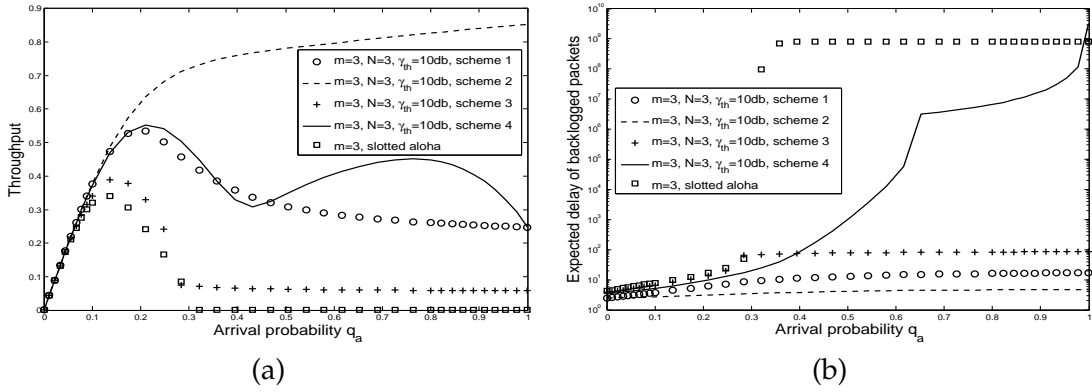 (a)
0.9
0.8
0.7
0.6
0.5
0.4
0.3
0.2
0.1
0
Throughput
m=3, N=3, γth=10db, scheme 1
m=3, N=3, γth=10db, scheme 2
m=3, N=3, γth=10db, scheme 3
m=3, N=3, γth=10db, scheme 4
m=3, slotted aloha
0 0.1 0.2 0.3 0.4 0.5 0.6 0.7 0.8 0.9 1
Arrival probability qa
(a)
(b)
10^10
10^9
10^8
10^7
10^6
10^5
10^4
10^3
10^2
10^1
10^0
Expected delay of backlogged packets
m=3, N=3, γth=10db, scheme 1
m=3, N=3, γth=10db, scheme 2
m=3, N=3, γth=10db, scheme 3
m=3, N=3, γth=10db, scheme 4
m=3, slotted aloha
0 0.1 0.2 0.3 0.4 0.5 0.6 0.7 0.8 0.9 1
Arrival probability qa
(b)